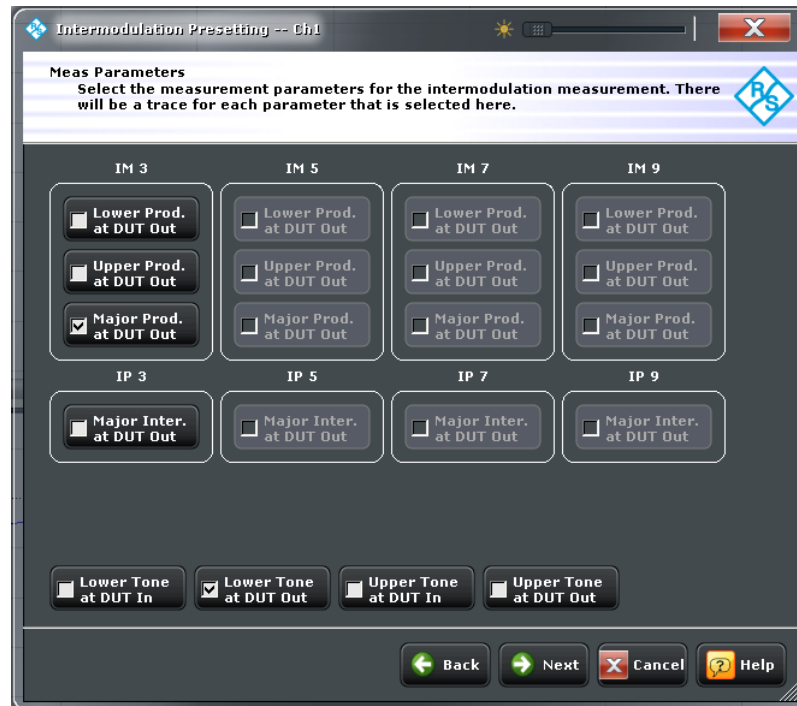 Intermodulation Presetting -- Ch1
X
Meas Parameters
Select the measurement parameters for the intermodulation measurement. There
will be a trace for each parameter that is selected here.
R&S
IM 3 IM 5 IM 7 IM 9
Lower Prod. Lower Prod. Lower Prod. Lower Prod.
at DUT Out at DUT Out at DUT Out at DUT Out
Upper Prod. Upper Prod. Upper Prod. Upper Prod.
at DUT Out at DUT Out at DUT Out at DUT Out
Major Prod. Major Prod. Major Prod. Major Prod.
at DUT Out at DUT Out at DUT Out at DUT Out
IP 3 IP 5 IP 7 IP 9
Major Inter. Major Inter. Major Inter. Major Inter.
at DUT Out at DUT Out at DUT Out at DUT Out
Lower Tone Lower Tone Upper Tone Upper Tone
at DUT In at DUT Out at DUT In at DUT Out
Back Next X Cancel ? Help